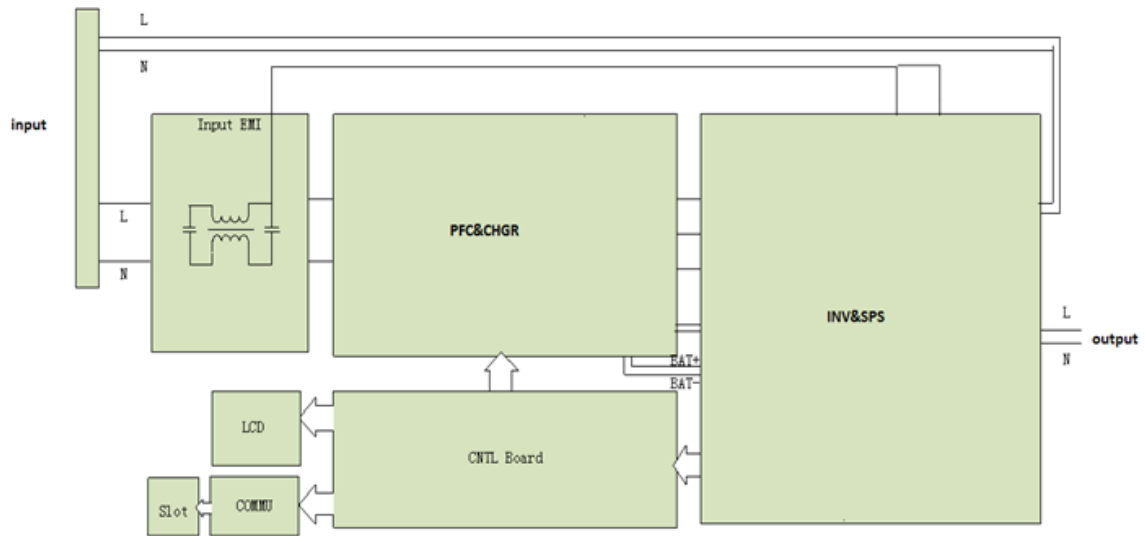 L
N
input
Input EMI
L
N
PFC&CHGR
INV&SPS
L
N
output
BAT+
BAT-
LCD
CNTL Board
Slot
COMMU